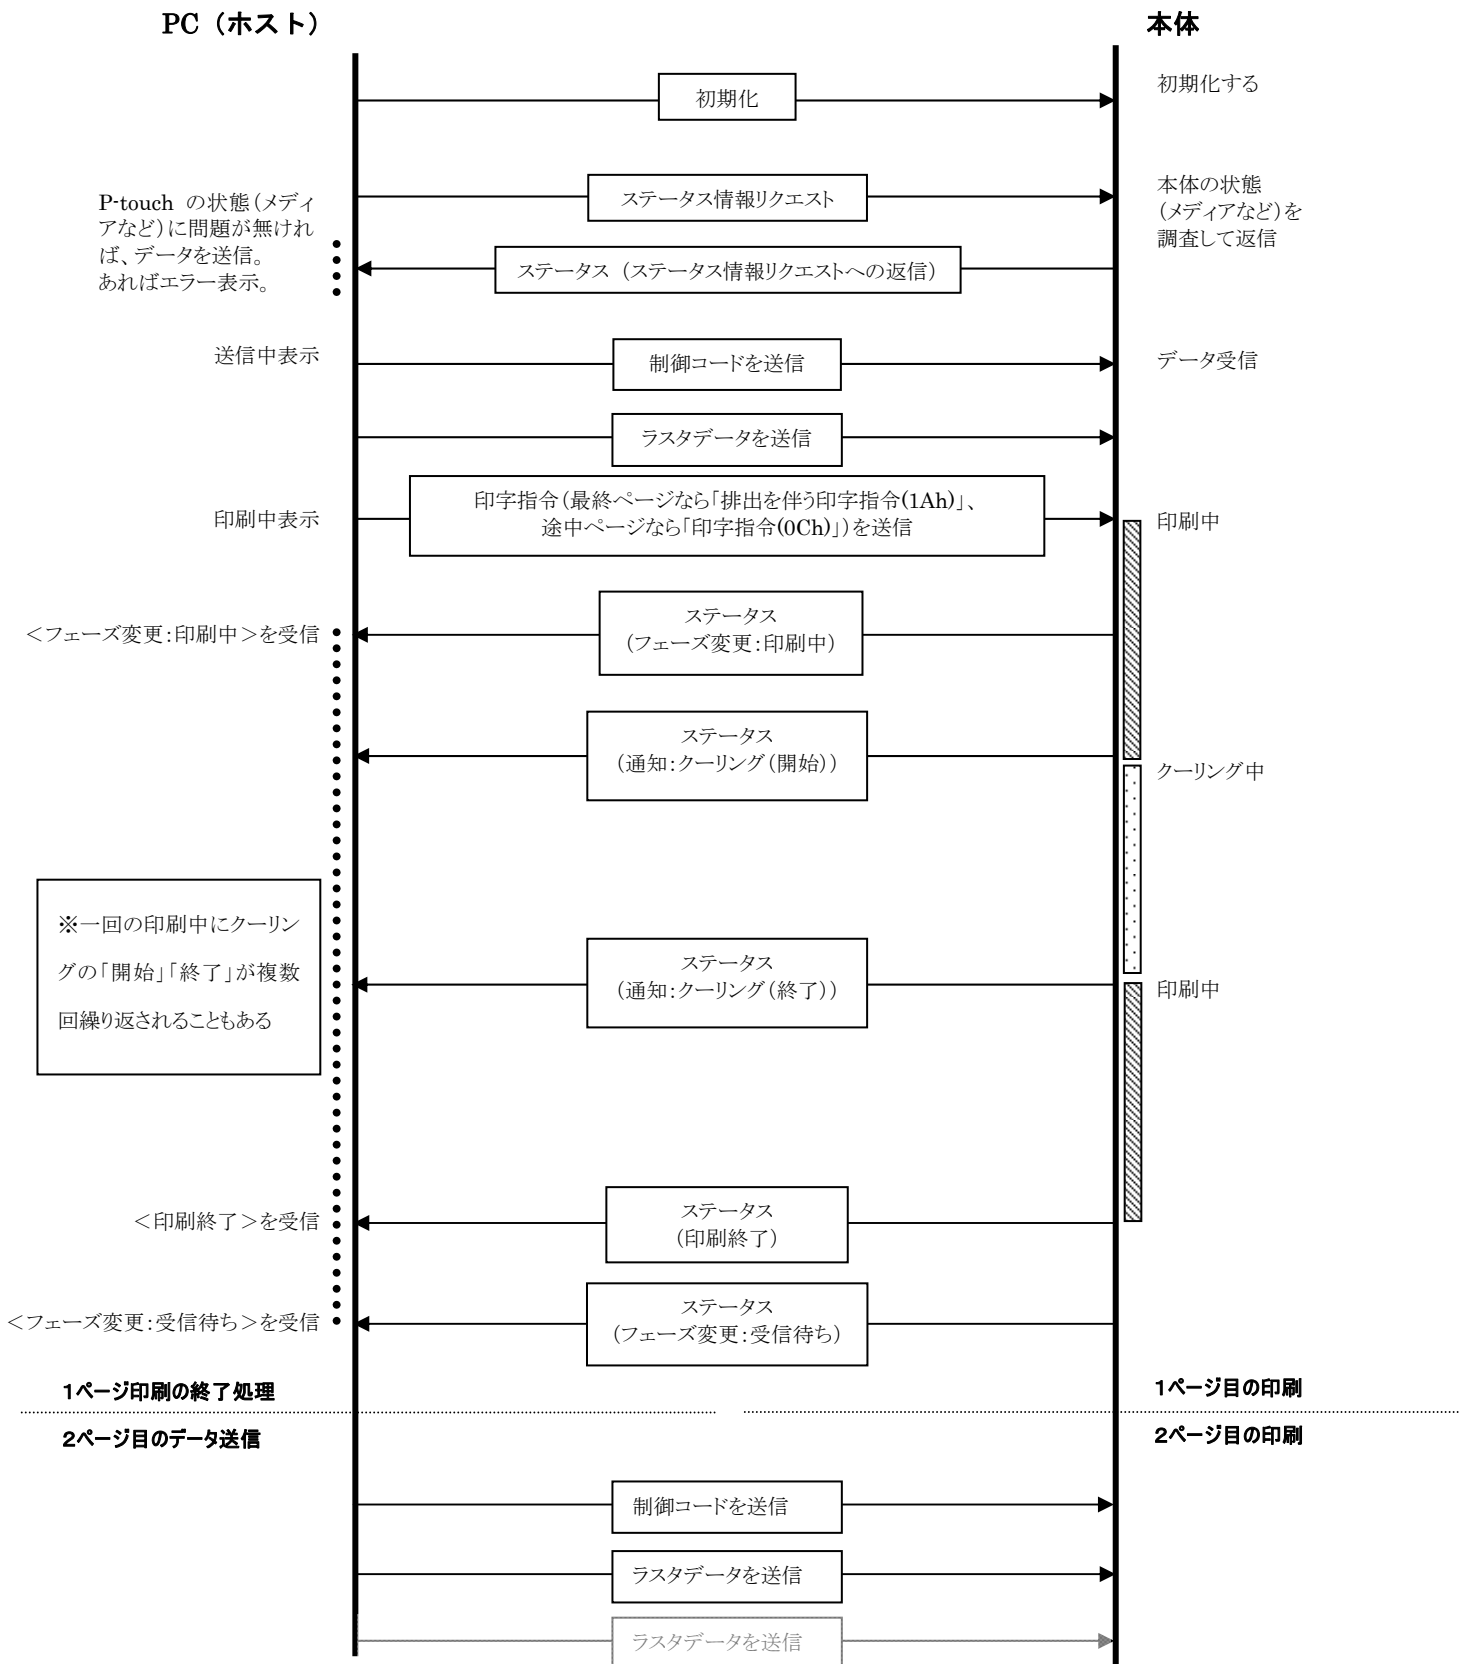 PC（ホスト）
本体
初期化
初期化する
P-touch の状態（メディ
アなど）に問題が無けれ
ば、データを送信。
あればエラー表示。
ステータス情報リクエスト
本体の状態
（メディアなど）を
調査して返信
ステータス（ステータス情報リクエストへの返信）
送信中表示
制御コードを送信
データ受信
ラスタデータを送信
印刷中表示
印字指令（最終ページなら「排出を伴う印字指令(1Ah)」、
途中ページなら「印字指令(0Ch)」）を送信
印刷中
＜フェーズ変更：印刷中＞を受信
ステータス
（フェーズ変更：印刷中）
ステータス
（通知：クーリング（開始））
クーリング中
※一回の印刷中にクーリン
グの「開始」「終了」が複数
回繰り返されることもある
ステータス
（通知：クーリング（終了））
印刷中
＜印刷終了＞を受信
ステータス
（印刷終了）
＜フェーズ変更：受信待ち＞を受信
ステータス
（フェーズ変更：受信待ち）
1ページ印刷の終了処理
1ページ目の印刷
2ページ目のデータ送信
2ページ目の印刷
制御コードを送信
ラスタデータを送信
ラスタデータを送信